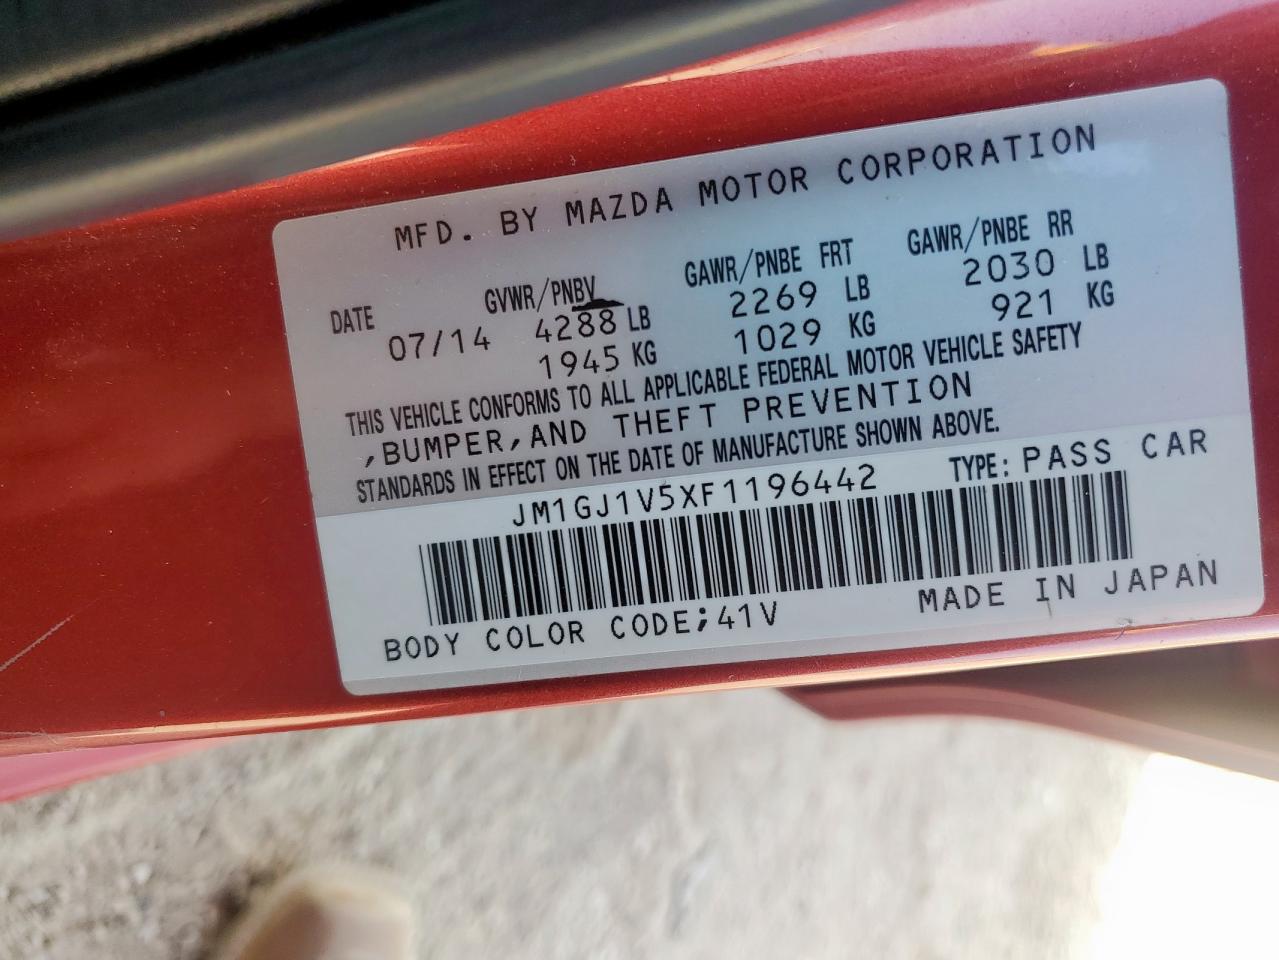 MFD. BY MAZDA MOTOR CORPORATION
DATE GVWR/PNBV GAWR/PNBE FRT GAWR/PNBE RR
07/14 4288 LB 2269 LB 2030 LB
1945 KG 1029 KG 921 KG
THIS VEHICLE CONFORMS TO ALL APPLICABLE FEDERAL MOTOR VEHICLE SAFETY
,BUMPER,AND THEFT PREVENTION
STANDARDS IN EFFECT ON THE DATE OF MANUFACTURE SHOWN ABOVE.
JM1GJ1V5XF1196442 TYPE: PASS CAR
BODY COLOR CODE;41V MADE IN JAPAN